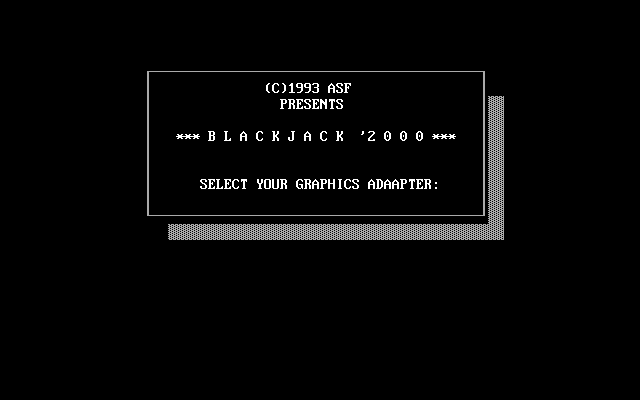 (C)1993 ASF
PRESENTS
*** B L A C K J A C K ' 2 0 0 0 ***
SELECT YOUR GRAPHICS ADAAPTER: